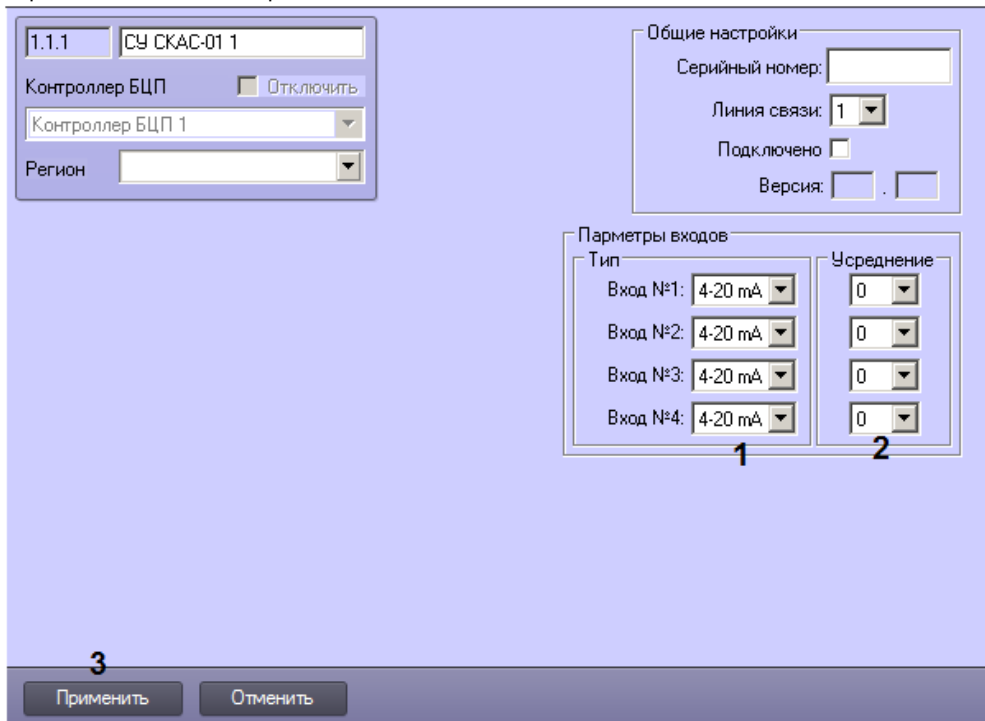 1.1.1 СУ СКАС-01 1
Контроллер БЦП Отключить
Контроллер БЦП 1
Регион
Общие настройки
Серийный номер:
Линия связи: 1
Подключено
Версия: .
Парметры входов
Тип Усреднение
Вход №1: 4-20 mA 0
Вход №2: 4-20 mA 0
Вход №3: 4-20 mA 0
Вход №4: 4-20 mA 0
1 2
3
Применить Отменить